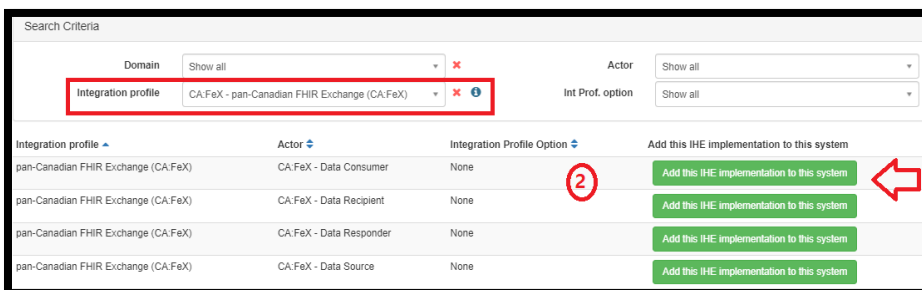 Search Criteria
Domain Show all Actor Show all
Integration profile CA:FeX - pan-Canadian FHIR Exchange (CA:FeX) Int Prof. option Show all
Integration profile Actor Integration Profile Option Add this IHE implementation to this system
pan-Canadian FHIR Exchange (CA:FeX) CA:FeX - Data Consumer None Add this IHE implementation to this system
2
pan-Canadian FHIR Exchange (CA:FeX) CA:FeX - Data Recipient None Add this IHE implementation to this system
pan-Canadian FHIR Exchange (CA:FeX) CA:FeX - Data Responder None Add this IHE implementation to this system
pan-Canadian FHIR Exchange (CA:FeX) CA:FeX - Data Source None Add this IHE implementation to this system